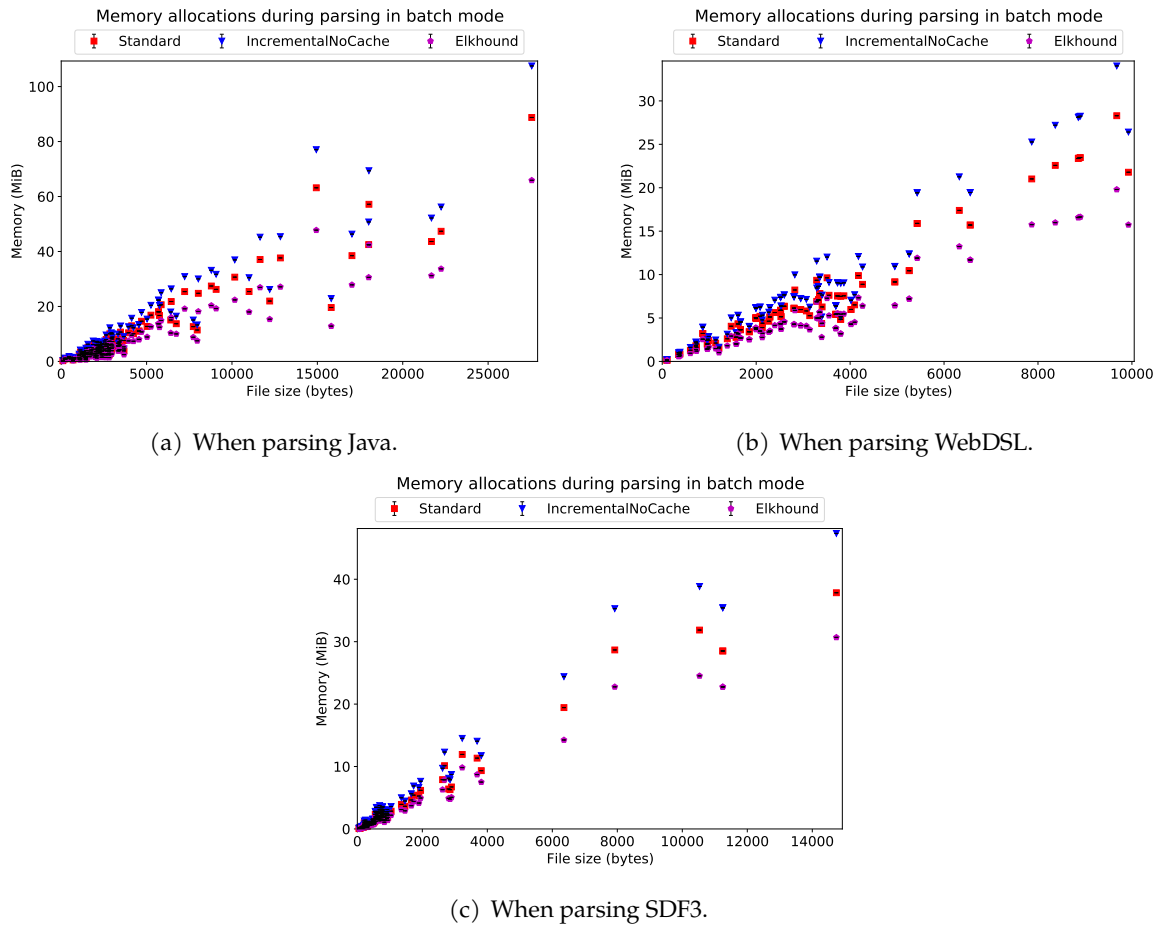 Memory allocations during parsing in batch mode
Standard IncrementalNoCache Elkhound
Memory (MiB)
100
80
60
40
20
0
0 5000 10000 15000 20000 25000
File size (bytes)
(a) When parsing Java.
Memory allocations during parsing in batch mode
Standard IncrementalNoCache Elkhound
Memory (MiB)
30
25
20
15
10
5
0
0 2000 4000 6000 8000 10000
File size (bytes)
(b) When parsing WebDSL.
Memory allocations during parsing in batch mode
Standard IncrementalNoCache Elkhound
Memory (MiB)
40
30
20
10
0
0 2000 4000 6000 8000 10000 12000 14000
File size (bytes)
(c) When parsing SDF3.